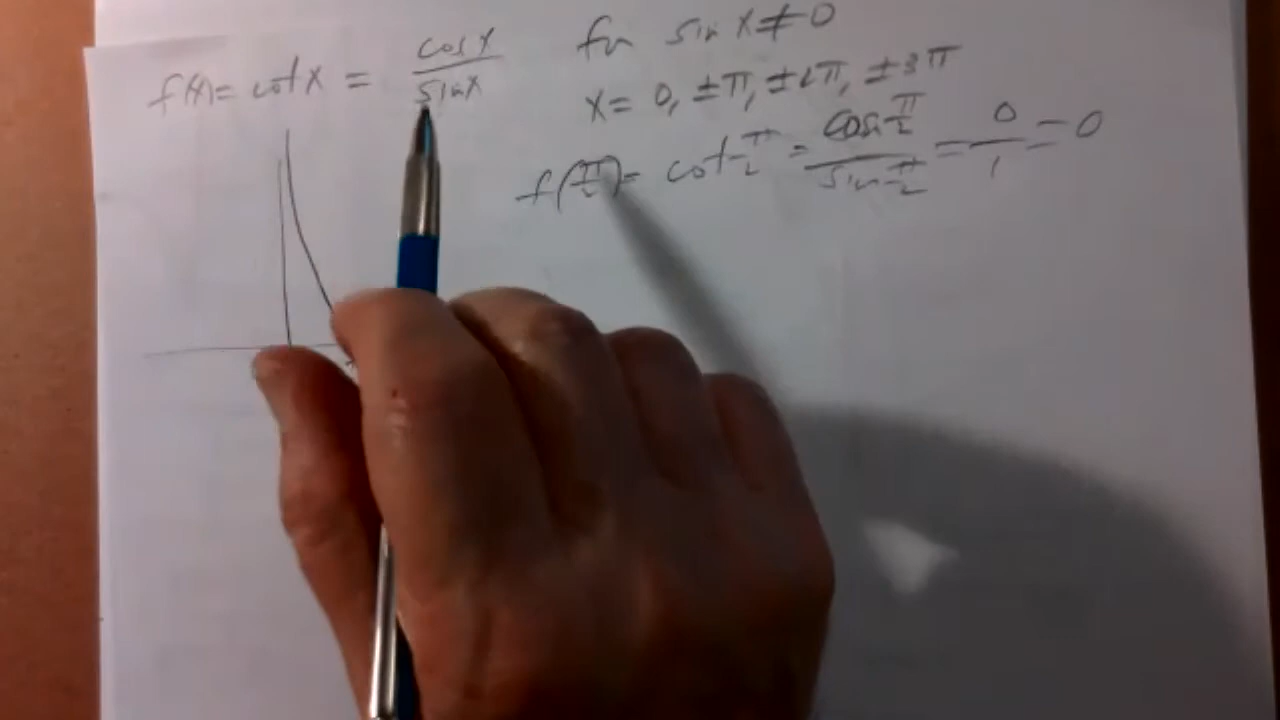 f(x) = cot x = cos x / sin x for sin x ≠ 0
x = 0, ±π, ±2π, ±3π
f(π/2) = cot π/2 = cos π/2 / sin π/2 = 0/1 = 0